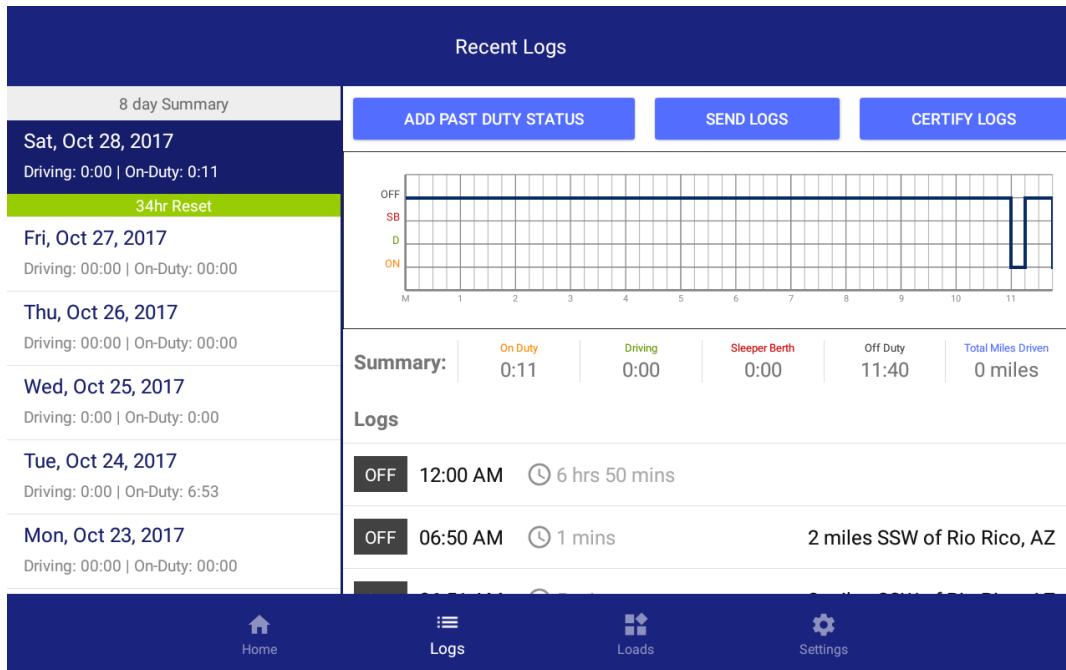 Recent Logs
8 day Summary
Sat, Oct 28, 2017
Driving: 0:00 | On-Duty: 0:11
34hr Reset
Fri, Oct 27, 2017
Driving: 00:00 | On-Duty: 00:00
Thu, Oct 26, 2017
Driving: 00:00 | On-Duty: 00:00
Wed, Oct 25, 2017
Driving: 0:00 | On-Duty: 0:00
Tue, Oct 24, 2017
Driving: 0:00 | On-Duty: 6:53
Mon, Oct 23, 2017
Driving: 00:00 | On-Duty: 00:00
ADD PAST DUTY STATUS SEND LOGS CERTIFY LOGS
OFF
SB
D
ON
M 1 2 3 4 5 6 7 8 9 10 11
Summary:
On Duty Driving Sleeper Berth Off Duty Total Miles Driven
0:11 0:00 0:00 11:40 0 miles
Logs
OFF 12:00 AM 6 hrs 50 mins
OFF 06:50 AM 1 mins 2 miles SSW of Rio Rico, AZ
Home Logs Loads Settings